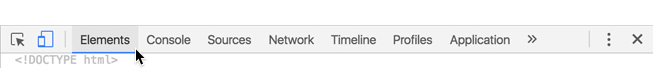 Elements Console Sources Network Timeline Profiles Application »
<!DOCTYPE html>